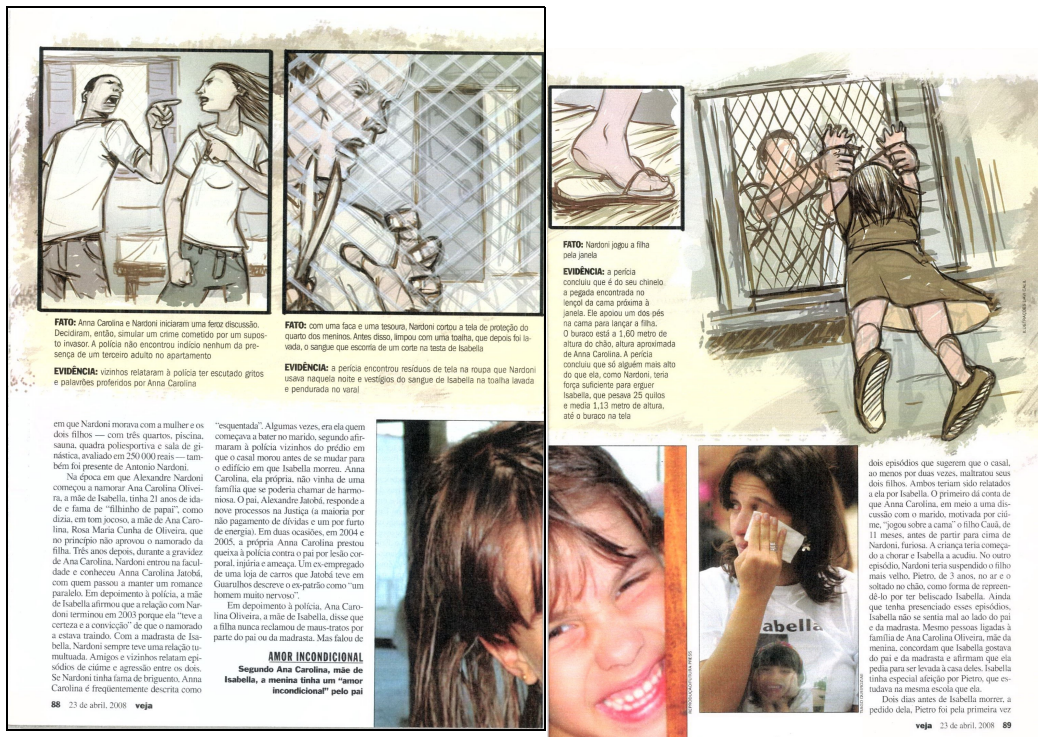 FATO: Anna Carolina e Nardoni iniciaram uma feroz discussão.
Decidiram, então, simular um crime cometido por um supos-
to invasor. A polícia não encontrou indício nenhum da pre-
sença de um terceiro adulto no apartamento
EVIDÊNCIA: vizinhos relataram à polícia ter escutado gritos
e palavrões proferidos por Anna Carolina
FATO: com uma faca e uma tesoura, Nardoni cortou a tela de proteção do
quarto dos meninos. Antes disso, limpou com uma toalha, que depois foi la-
vada, o sangue que escorria de um corte na testa de Isabella
EVIDÊNCIA: a perícia encontrou resíduos de tela na roupa que Nardoni
usava naquela noite e vestígios do sangue de Isabella na toalha lavada
e pendurada no varal
FATO: Nardoni jogou a filha
pela janela
EVIDÊNCIA: a perícia
concluiu que é do seu chinelo
a pegada encontrada no
lençol da cama próxima à
janela. Ele apoiou um dos pés
na cama para lançar a filha.
O buraco está a 1,60 metro de
altura do chão, altura aproximada
de Anna Carolina. A perícia
concluiu que só alguém mais alto
do que ela, como Nardoni, teria
força suficiente para erguer
Isabella, que pesava 25 quilos
e media 1,13 metro de altura,
até o buraco na tela
em que Nardoni morava com a mulher e os
dois filhos — com três quartos, piscina,
sauna, quadra poliesportiva e sala de gi-
nástica, avaliado em 250 000 reais — tam-
bém foi presente de Antonio Nardoni.
Na época em que Alexandre Nardoni
começou a namorar Ana Carolina Olivei-
ra, a mãe de Isabella, tinha 21 anos de ida-
de e fama de "filhinho de papai", como
dizia, em tom jocoso, a mãe de Ana Caro-
lina, Rosa Maria Cunha de Oliveira, que
no princípio não aprovou o namorado da
filha. Três anos depois, durante a gravidez
de Ana Carolina, Nardoni entrou na facul-
dade e conheceu Anna Carolina Jatobá,
com quem passou a manter um romance
paralelo. Em depoimento à polícia, a mãe
de Isabella afirmou que a relação com Nar-
doni terminou em 2003 porque ela "teve a
certeza e a convicção" de que o namorado
a estava traindo. Com a madrasta de Isa-
bella, Nardoni sempre teve uma relação tu-
multuada. Amigos e vizinhos relatam epi-
sódios de ciúme e agressão entre os dois.
Se Nardoni tinha fama de briguento, Anna
Carolina é freqüentemente descrita como
"esquentada". Algumas vezes, era ela quem
começava a bater no marido, segundo afir-
maram à polícia vizinhos do prédio em
que o casal morou antes de se mudar para
o edifício em que Isabella morreu. Anna
Carolina, ela própria, não vinha de uma
família que se poderia chamar de harmo-
niosa. O pai, Alexandre Jatobá, responde a
nove processos na Justiça (a maioria por
não pagamento de dívidas e um por furto
de energia). Em duas ocasiões, em 2004 e
2005, a própria Anna Carolina prestou
queixa à polícia contra o pai por lesão cor-
poral, injúria e ameaça. Um ex-empregado
de uma loja de carros que Jatobá teve em
Guarulhos descreve o ex-patrão como "um
homem muito nervoso".
Em depoimento à polícia, Ana Caro-
lina Oliveira, a mãe de Isabella, disse que
a filha nunca reclamou de maus-tratos por
parte do pai ou da madrasta. Mas falou de
AMOR INCONDICIONAL
Segundo Ana Carolina, mãe de
Isabella, a menina tinha um "amor
incondicional" pelo pai
88 23 de abril, 2008 veja
abella
dois episódios que sugerem que o casal,
ao menos por duas vezes, maltratou seus
dois filhos. Ambos teriam sido relatados
a ela por Isabella. O primeiro dá conta de
que Anna Carolina, em meio a uma dis-
cussão com o marido, motivada por ciú-
me, "jogou sobre a cama" o filho Cauã, de
11 meses, antes de partir para cima de
Nardoni, furiosa. A criança teria começa-
do a chorar e Isabella a acudiu. No outro
episódio, Nardoni teria suspendido o filho
mais velho, Pietro, de 3 anos, no ar e o
soltado no chão, como forma de repreen-
dê-lo por ter beliscado Isabella. Ainda
que tenha presenciado esses episódios,
Isabella não se sentia mal ao lado do pai
e da madrasta. Mesmo pessoas ligadas à
família de Ana Carolina Oliveira, mãe da
menina, concordam que Isabella gostava
do pai e da madrasta e afirmam que ela
pedia para ser levada à casa deles. Isabella
tinha especial afeição por Pietro, que es-
tudava na mesma escola que ela.
Dois dias antes de Isabella morrer, a
pedido dela, Pietro foi pela primeira vez
veja 23 de abril, 2008 89